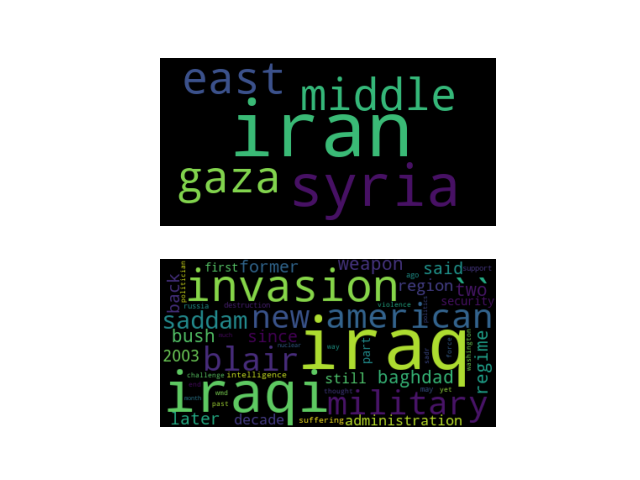 east
middle
iran
gaza
syria
politician
first
former
weapon
ago
said
support
back
invasion
region
two
russia
destruction
violence
security
saddam
new
american
bush
since
iraq
part
force
washington
regime
2003
blair
nuclear
way
sadr
challenge
intelligence
still
baghdad
iraqi
thought
may
yet
month
wmd
past
military
later
decade
suffering
administration